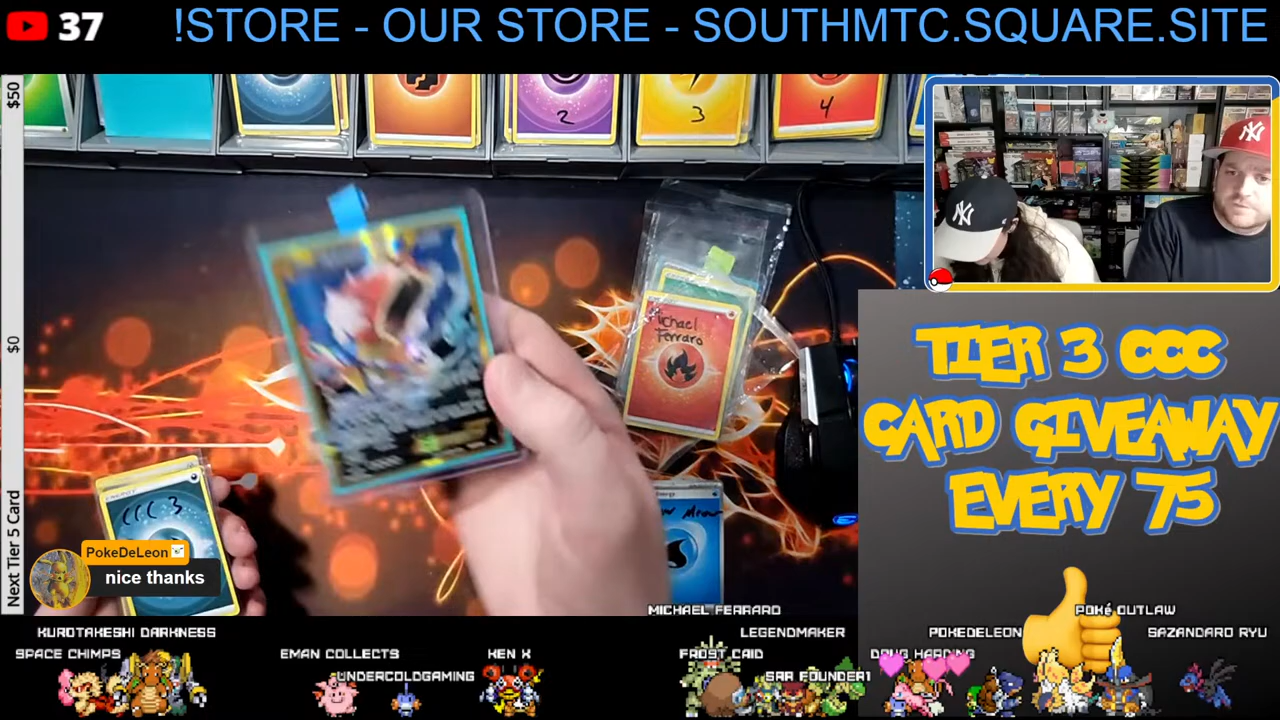 37
!STORE - OUR STORE - SOUTHMTC.SQUARE.SITE
$50
$0
Next Tier 5 Card
2
3
4
Michael
Ferraro
CCC 3
PokeDeLeon
nice thanks
TIER 3 CCC
CARD GIVEAWAY
EVERY 75
MICHAEL FERRARO
POKé OUTLAW
KUROTAKESHI DARKNESS
LEGENDMAKER
POKEDELEON
SAZANDARO RYU
SPACE CHIMPS
EMAN COLLECTS
KEN X
FROST CAID
DOUG HARDING
UNDERCOLDGAMING
SRR FOUNDER1